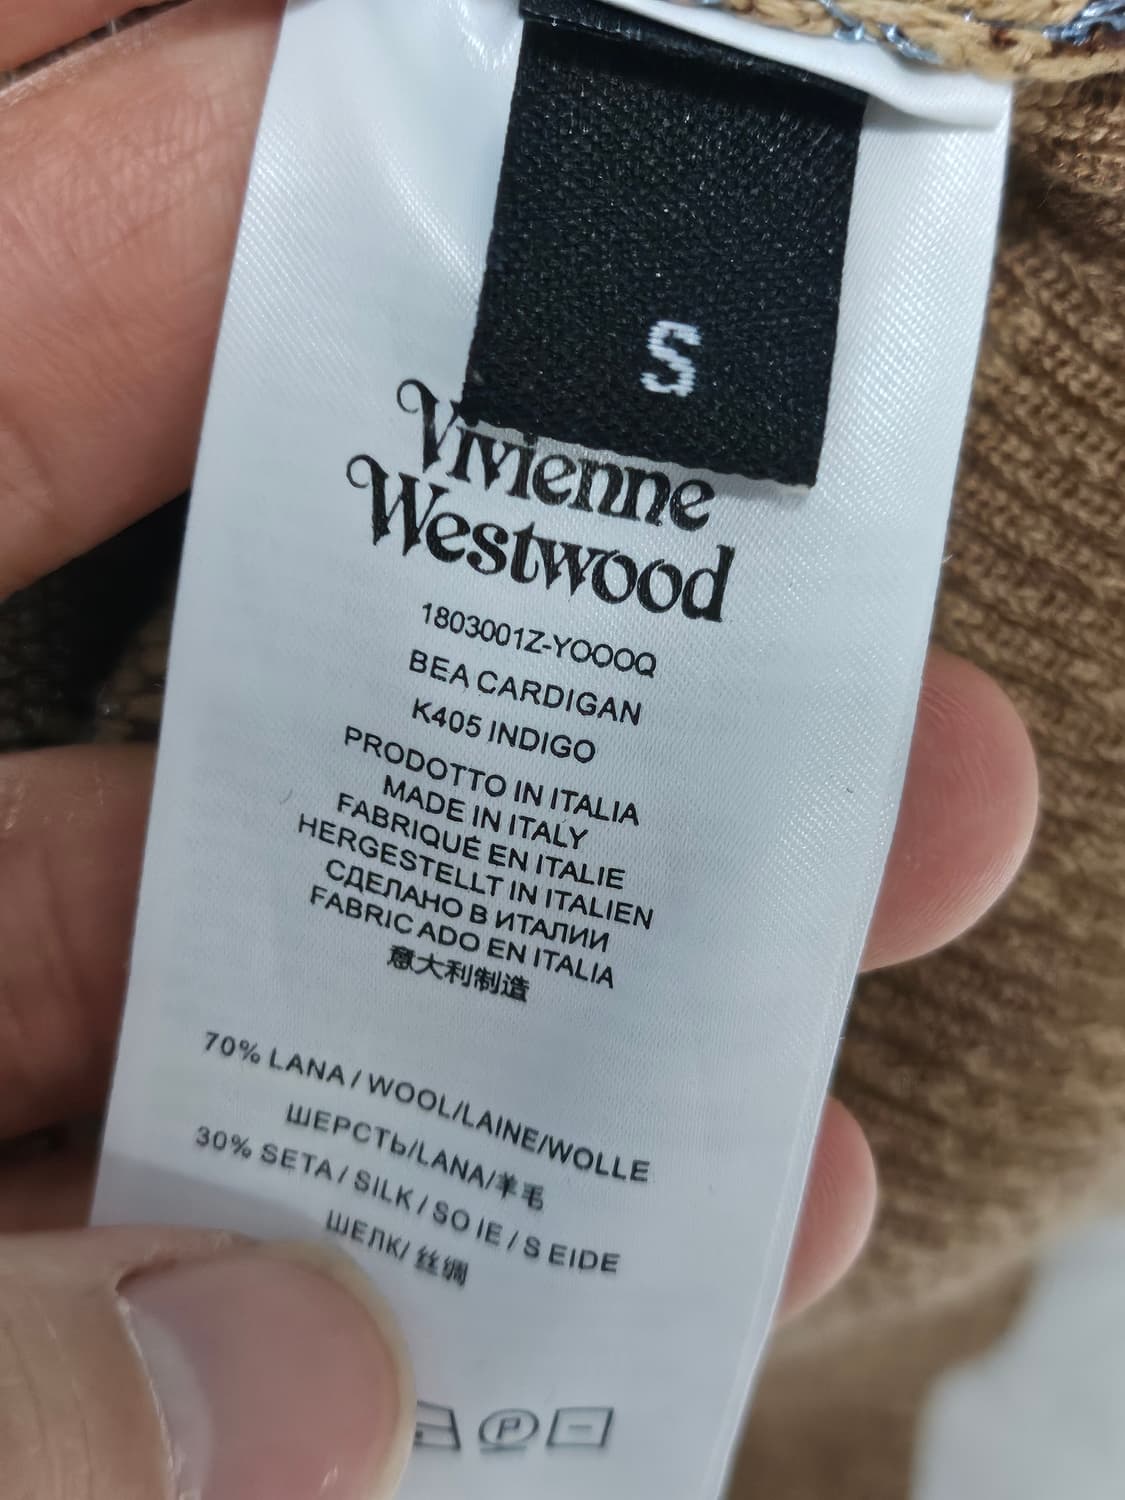 S
Vivienne
Westwood
1803001Z-YOOOQ
BEA CARDIGAN
K405 INDIGO
PRODOTTO IN ITALIA
MADE IN ITALY
FABRIQUÉ EN ITALIE
HERGESTELLT IN ITALIEN
СДЕЛАНО В ИТАЛИИ
FABRIC ADO EN ITALIA
意大利制造
70% LANA / WOOL/LAINE/WOLLE
ШЕРСТЬ/LANA/羊毛
30% SETA / SILK / SO IE / S EIDE
ШЕЛК/ 丝绸
P